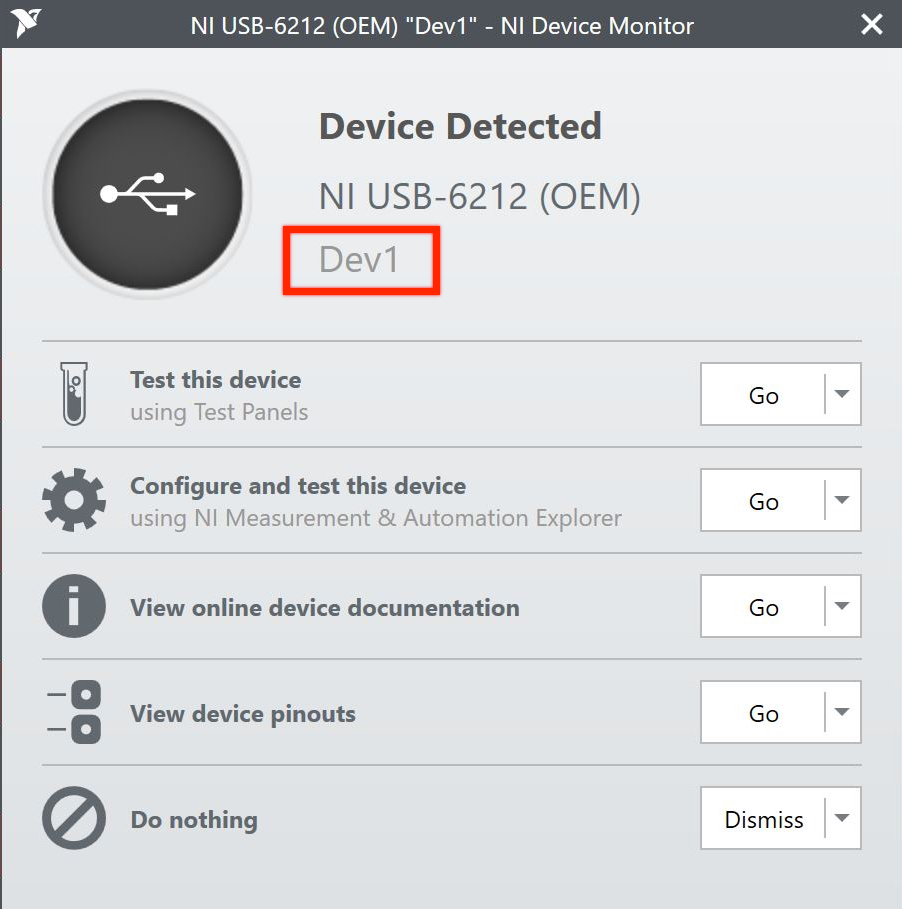 NI USB-6212 (OEM) "Dev1" - NI Device Monitor
Device Detected
NI USB-6212 (OEM)
Dev1
Test this device
using Test Panels
Go
Configure and test this device
using NI Measurement & Automation Explorer
Go
View online device documentation
Go
View device pinouts
Go
Do nothing
Dismiss